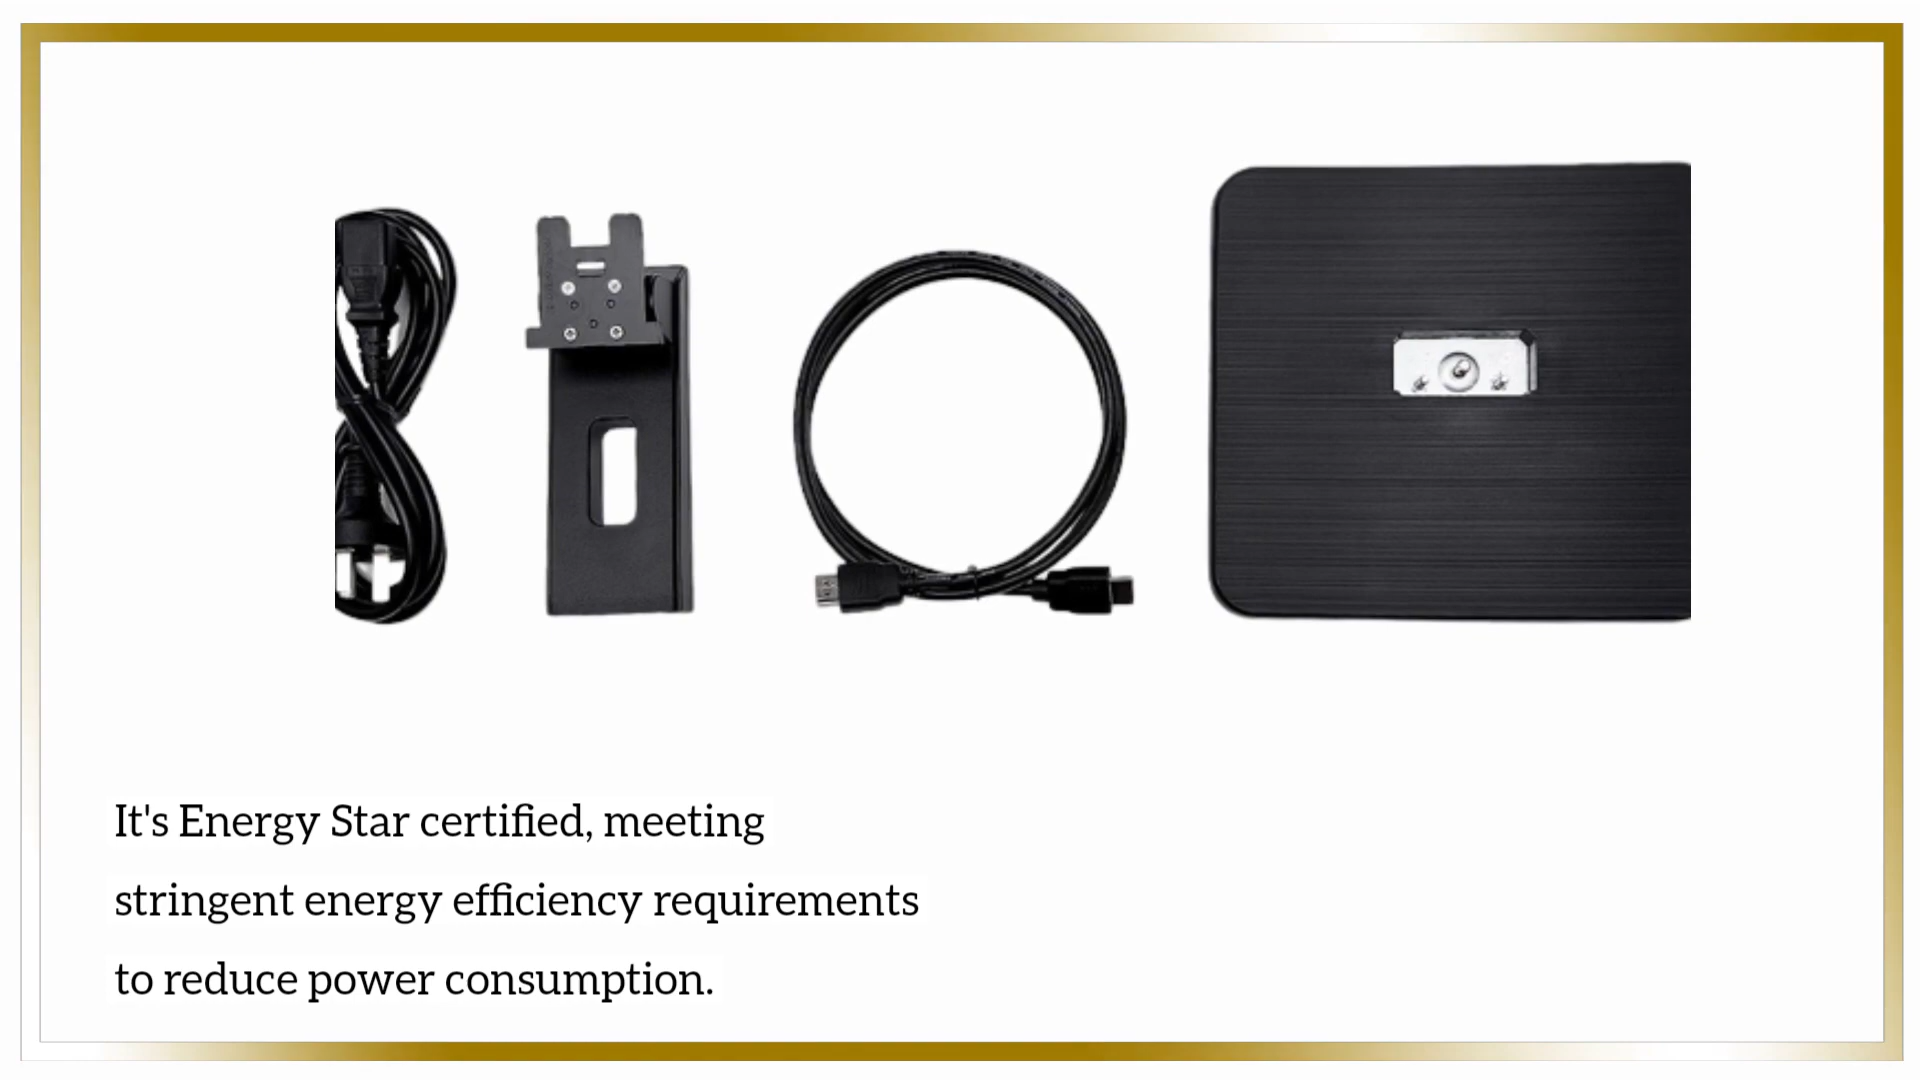 It's Energy Star certified, meeting
stringent energy efficiency requirements
to reduce power consumption.